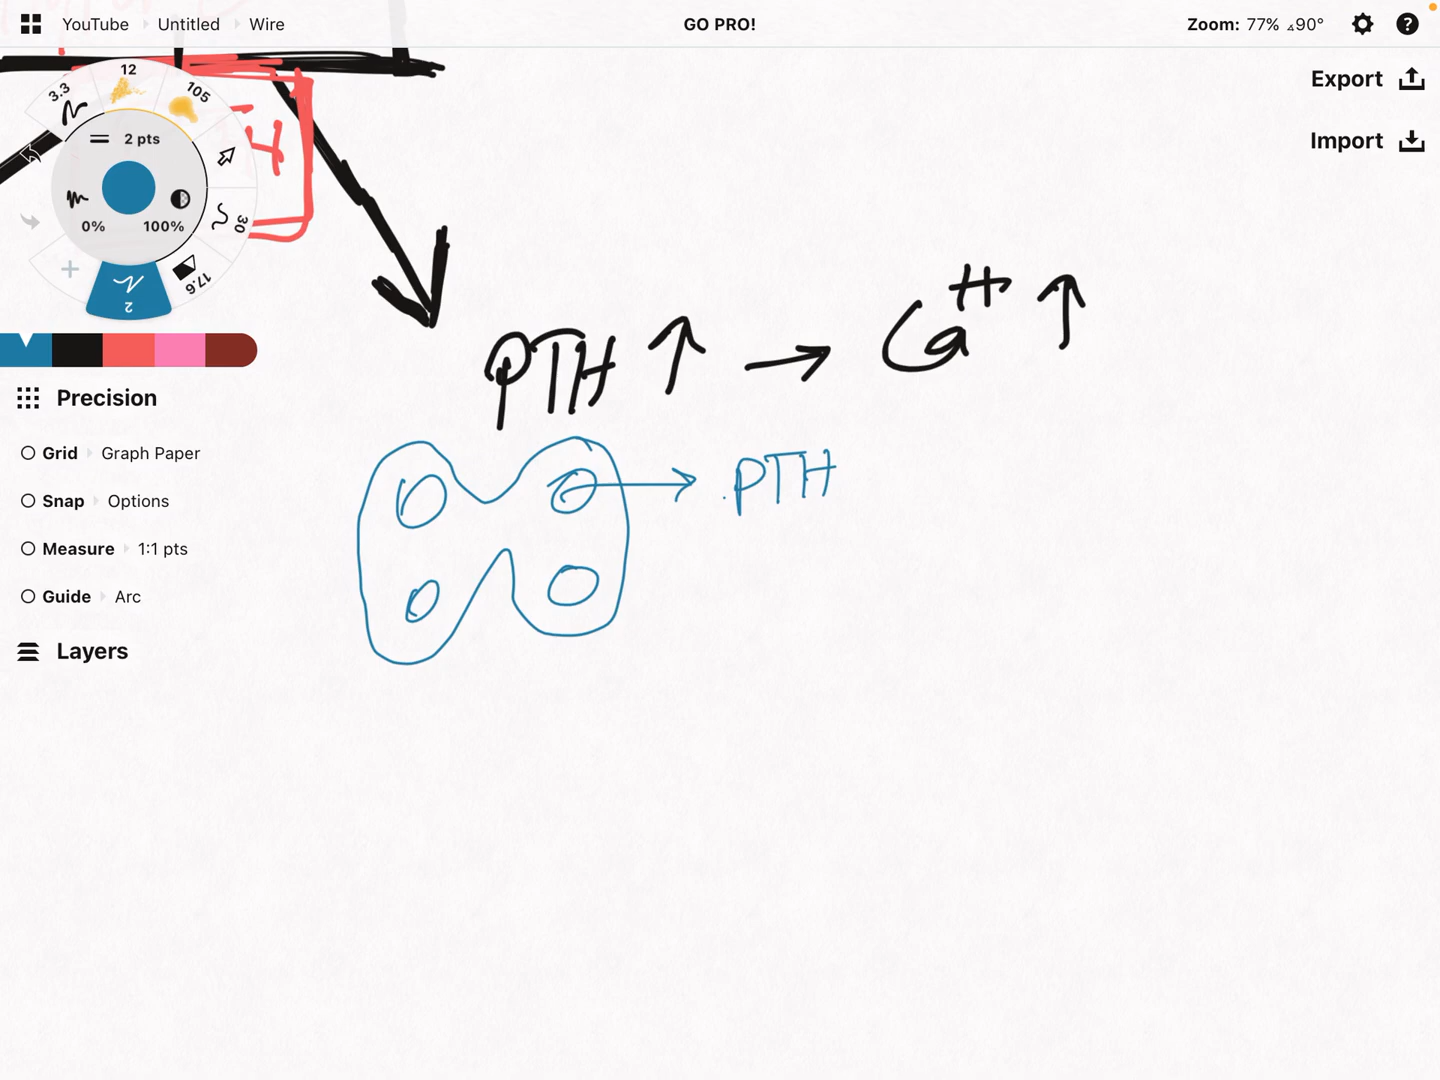 YouTube Untitled Wire
GO PRO!
Zoom: 77% ⦟90°
Export
Import
3.3 12 105
2 pts
0% 100%
30
17.6
2
4
PTH ↑ → Ca++ ↑
PTH
Precision
Grid Graph Paper
Snap Options
Measure 1:1 pts
Guide Arc
Layers